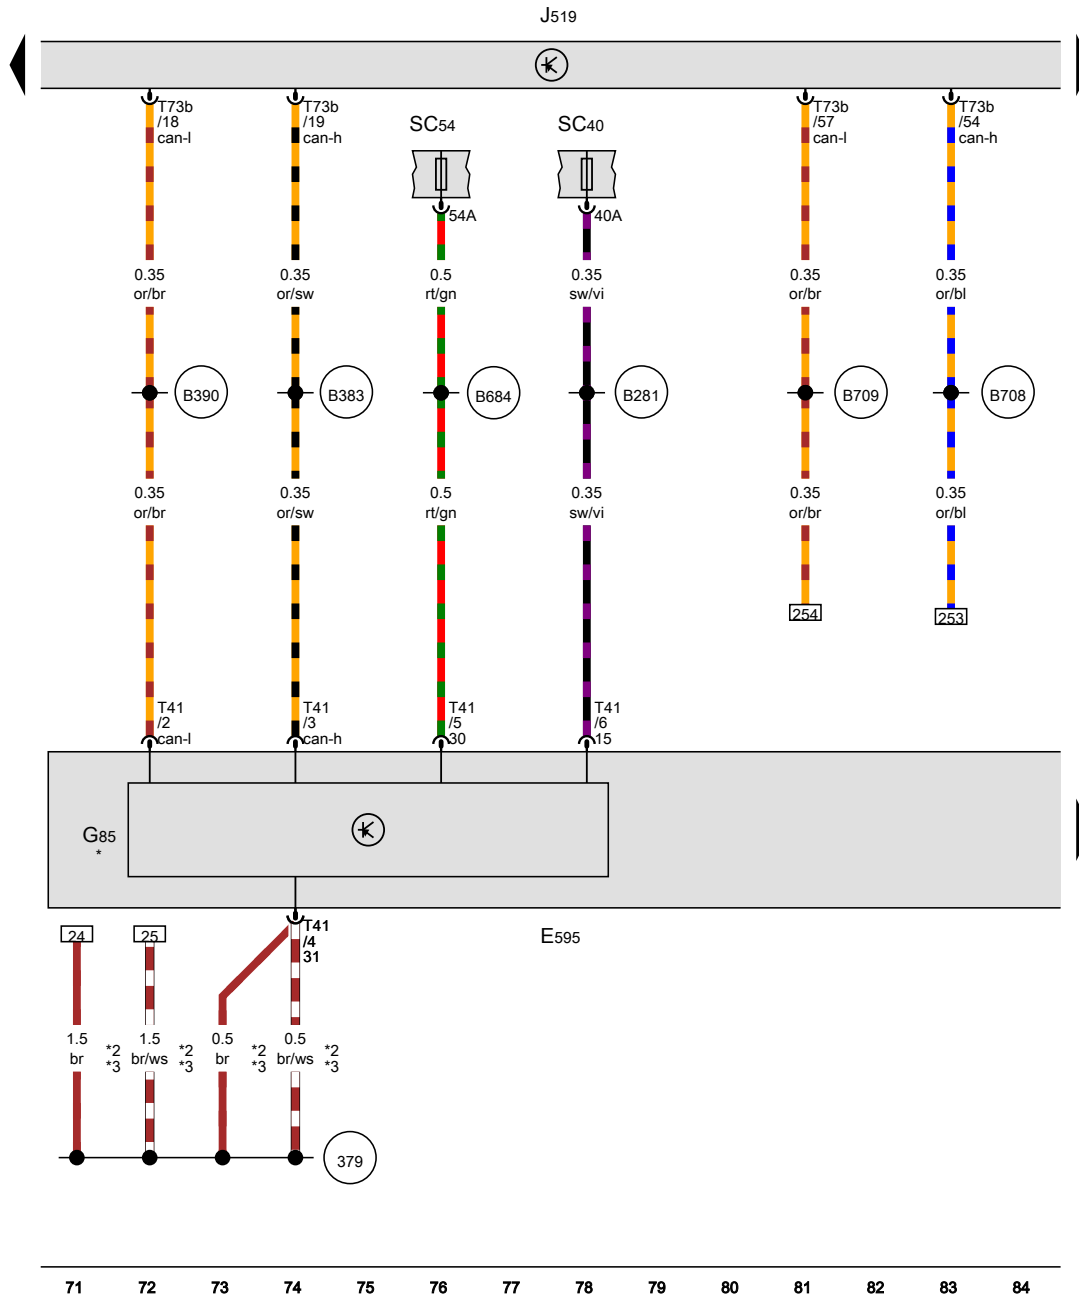 J519
T73b
/18
can-l
T73b
/19
can-h
SC54
54A
SC40
40A
T73b
/57
can-l
T73b
/54
can-h
0.35
or/br
0.35
or/sw
0.5
rt/gn
0.35
sw/vi
0.35
or/br
0.35
or/bl
B390
B383
B684
B281
B709
B708
0.35
or/br
0.35
or/sw
0.5
rt/gn
0.35
sw/vi
0.35
or/br
0.35
or/bl
254
253
T41
/2
can-l
T41
/3
can-h
T41
/5
30
T41
/6
15
G85
*
24
25
T41
/4
31
E595
1.5
br
*2
*3
1.5
br/ws
*2
*3
0.5
br
*2
*3
0.5
br/ws
*2
*3
379
71 72 73 74 75 76 77 78 79 80 81 82 83 84